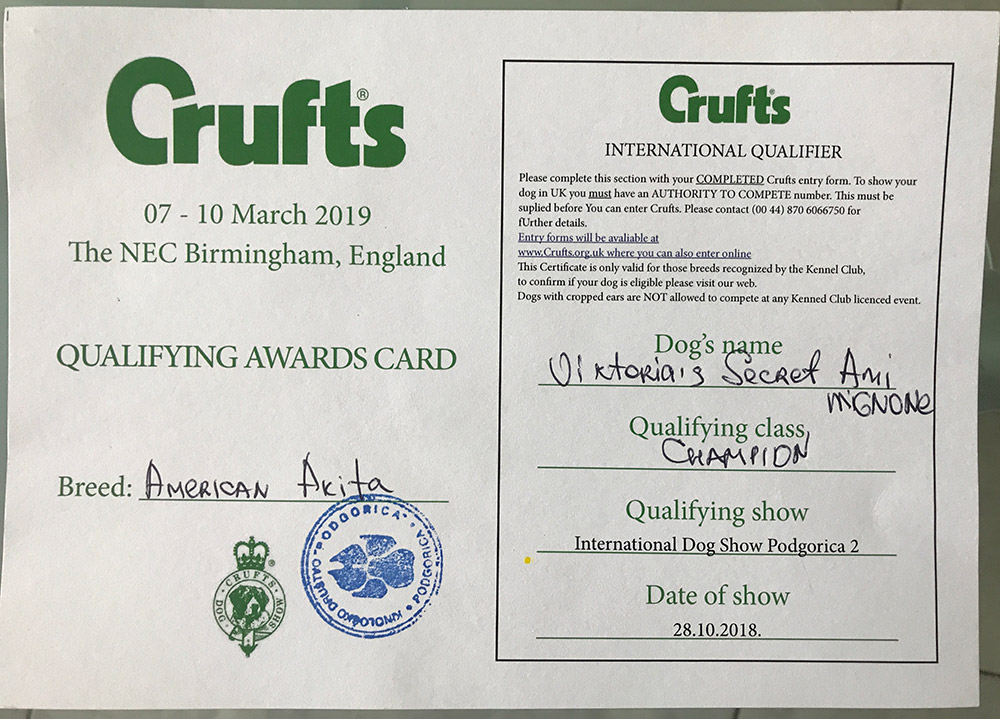 Crufts®
07 - 10 March 2019
The NEC Birmingham, England
QUALIFYING AWARDS CARD
Breed: AMERICAN Akita
CRUFTS
DOG SHOW
®
"PODGORICA" • PODGORICA • KINOLOŠKO DRUŠTVO
Crufts
INTERNATIONAL QUALIFIER
Please complete this section with your COMPLETED Crufts entry form. To show your
dog in UK you must have an AUTHORITY TO COMPETE number. This must be
suplied before You can enter Crufts. Please contact (00 44) 870 6066750 for
fUrther details.
Entry forms will be avaliable at
www.Crufts.org.uk where you can also enter online
This Certificate is only valid for those breeds recognized by the Kennel Club,
to confirm if your dog is eligible please visit our web.
Dogs with cropped ears are NOT allowed to compete at any Kenned Club licenced event.
Dog's name
Viktoria's Secret Ami
MIGNONe
Qualifying class
CHAMPION
Qualifying show
International Dog Show Podgorica 2
Date of show
28.10.2018.